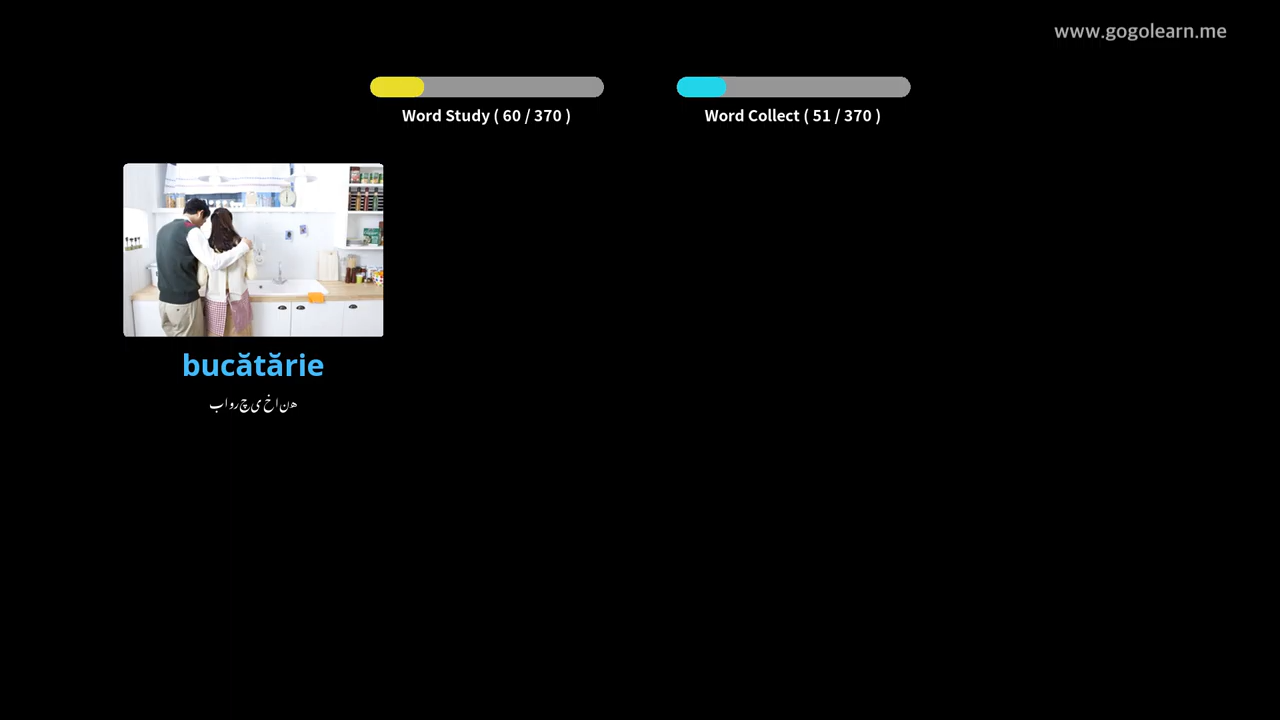 www.gogolearn.me
Word Study ( 60 / 370 )
Word Collect ( 51 / 370 )
bucătărie
باورچی خانہ